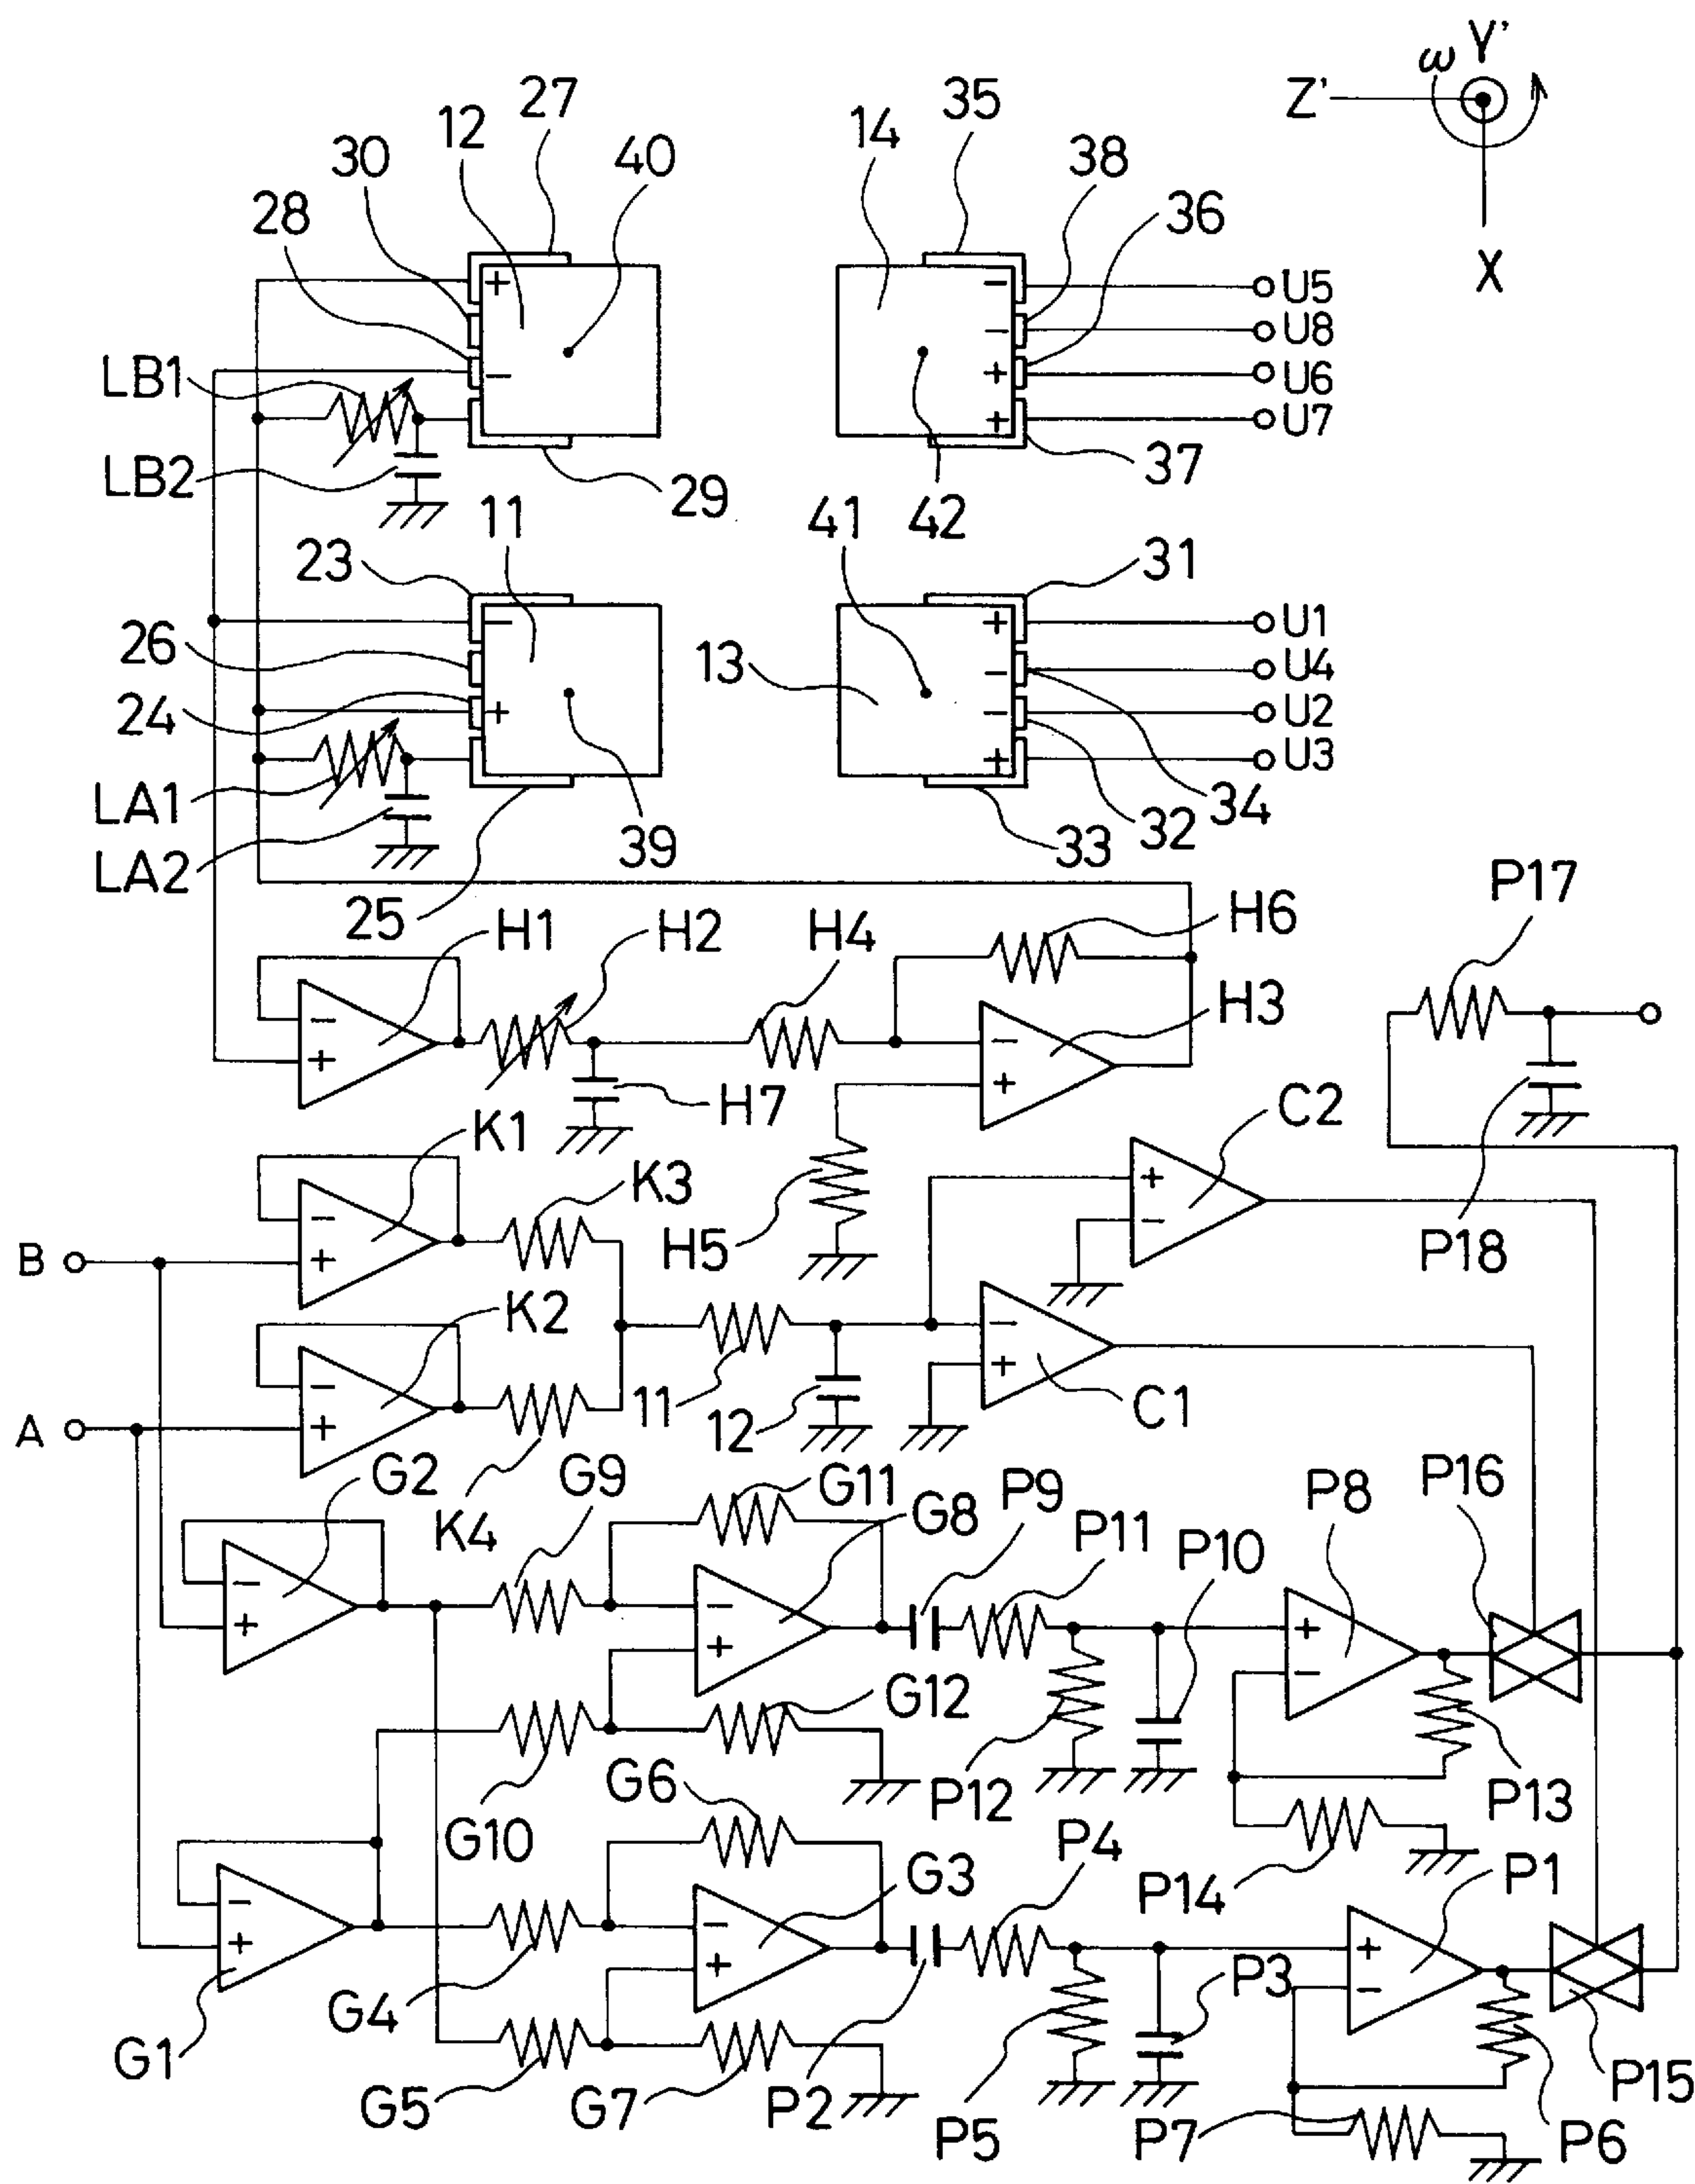 Y'
ω
Z'
X
27
12
30
40
28
35
14
38
36
+
−
−
−
+
+
U5
U8
U6
U7
LB1
LB2
29
37
11
41
42
23
31
26
24
13
−
+
+
−
−
+
U1
U4
U2
U3
LA1
LA2
39
33
32
34
25
P17
H1
H2
H4
H6
H3
−
+
−
+
H7
K1
C2
P18
K3
H5
−
+
+
−
B
K2
11
12
−
+
−
+
C1
A
G2
K4
G9
G11
G8
P9
P11
P10
P8
P16
−
+
−
+
+
−
G12
P12
P13
G10
G6
P4
P14
P1
G3
−
+
−
+
+
−
G1
G4
G5
G7
P2
P5
P3
P7
P6
P15